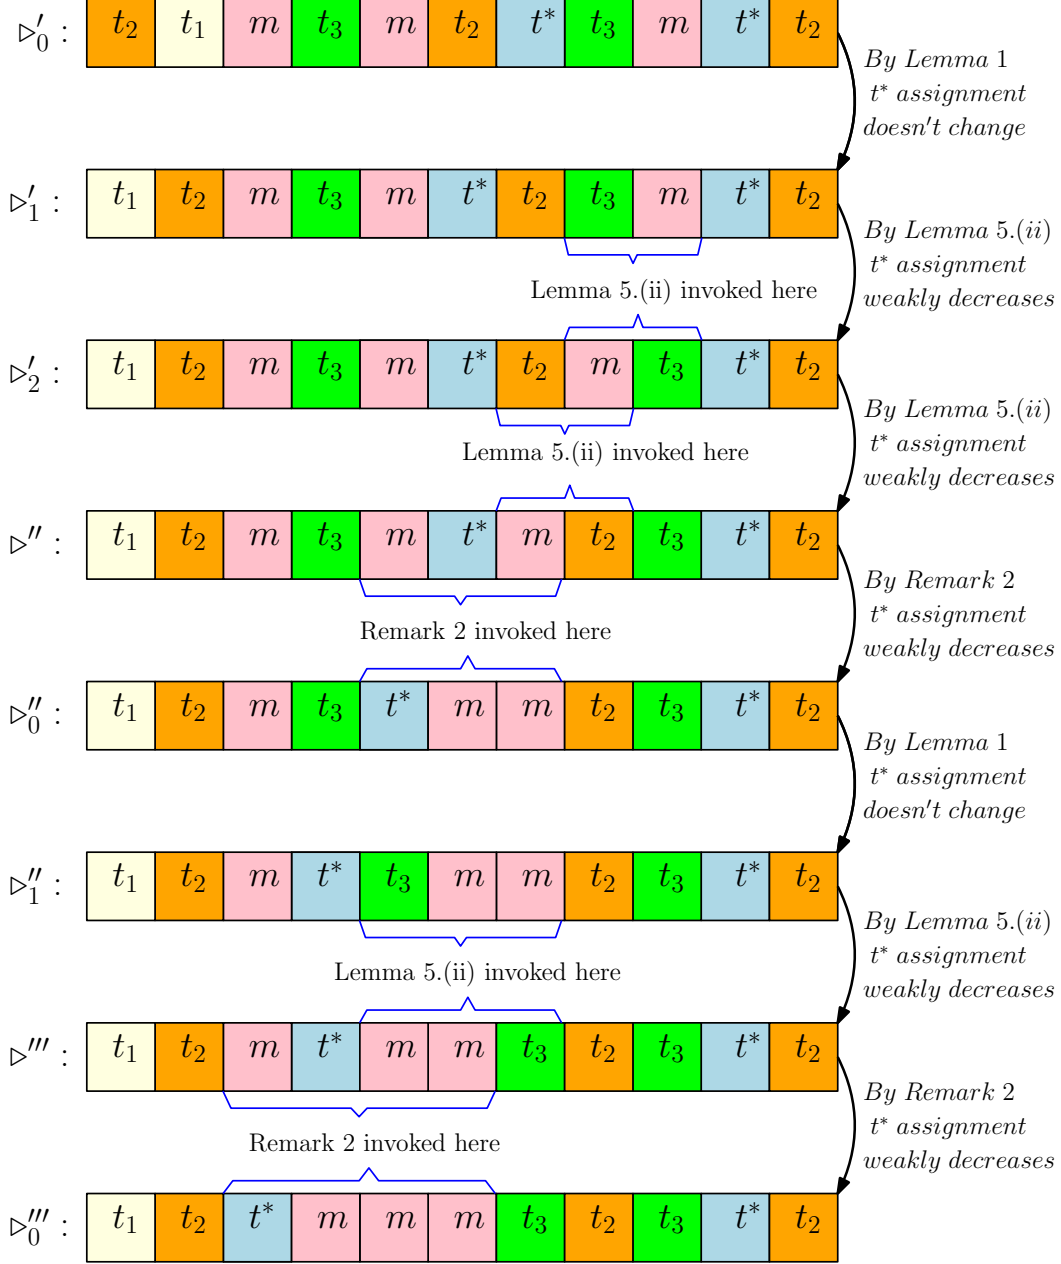 ▷′₀ : t₂ t₁ m t₃ m t₂ t* t₃ m t* t₂
By Lemma 1
t* assignment
doesn't change
▷′₁ : t₁ t₂ m t₃ m t* t₂ t₃ m t* t₂
By Lemma 5.(ii)
t* assignment
weakly decreases
Lemma 5.(ii) invoked here
▷′₂ : t₁ t₂ m t₃ m t* t₂ m t₃ t* t₂
By Lemma 5.(ii)
t* assignment
weakly decreases
Lemma 5.(ii) invoked here
▷″ : t₁ t₂ m t₃ m t* m t₂ t₃ t* t₂
By Remark 2
t* assignment
weakly decreases
Remark 2 invoked here
▷″₀ : t₁ t₂ m t₃ t* m m t₂ t₃ t* t₂
By Lemma 1
t* assignment
doesn't change
▷″₁ : t₁ t₂ m t* t₃ m m t₂ t₃ t* t₂
By Lemma 5.(ii)
t* assignment
weakly decreases
Lemma 5.(ii) invoked here
▷‴ : t₁ t₂ m t* m m t₃ t₂ t₃ t* t₂
By Remark 2
t* assignment
weakly decreases
Remark 2 invoked here
▷‴₀ : t₁ t₂ t* m m m t₃ t₂ t₃ t* t₂